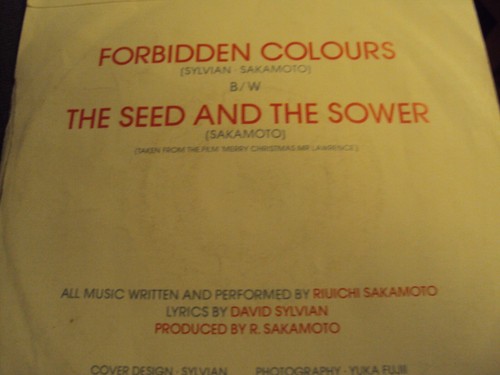 FORBIDDEN COLOURS
(SYLVIAN · SAKAMOTO)
B/W
THE SEED AND THE SOWER
(SAKAMOTO)
(TAKEN FROM THE FILM 'MERRY CHRISTMAS MR LAWRENCE')
ALL MUSIC WRITTEN AND PERFORMED BY RIUICHI SAKAMOTO
LYRICS BY DAVID SYLVIAN
PRODUCED BY R. SAKAMOTO
COVER DESIGN · SYLVIAN PHOTOGRAPHY · YUKA FUJII